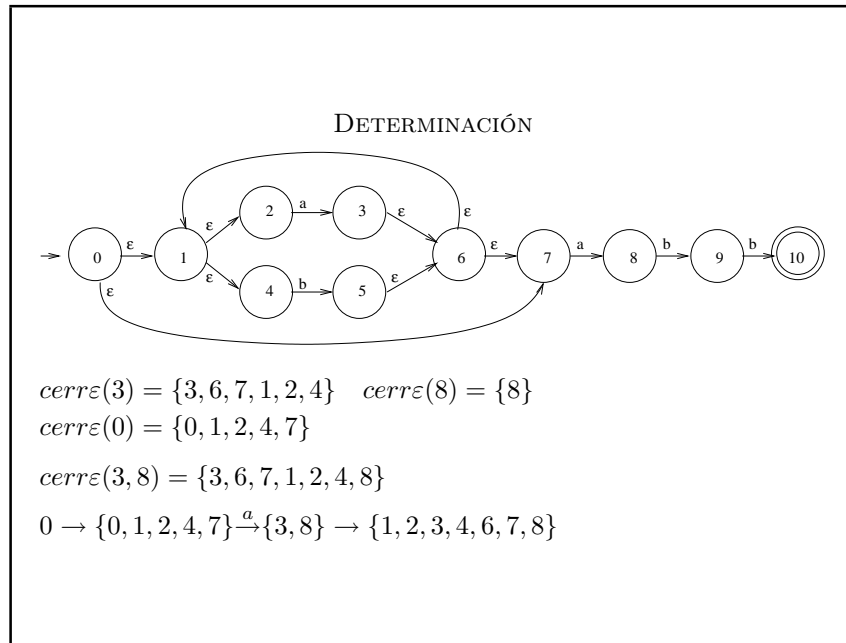 DETERMINACIÓN
ε
2 a 3 ε ε
0 ε 1 ε 6 ε 7 a 8 b 9 b 10
ε 4 b 5 ε
ε
cerrε(3) = {3, 6, 7, 1, 2, 4} cerrε(8) = {8}
cerrε(0) = {0, 1, 2, 4, 7}
cerrε(3, 8) = {3, 6, 7, 1, 2, 4, 8}
0 → {0, 1, 2, 4, 7} →a {3, 8} → {1, 2, 3, 4, 6, 7, 8}